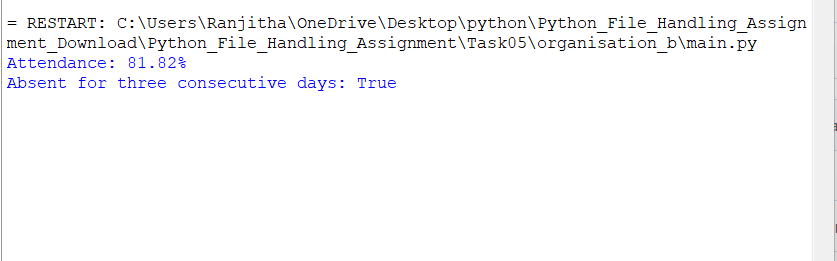 = RESTART: C:\Users\Ranjitha\OneDrive\Desktop\python\Python_File_Handling_Assign
ment_Download\Python_File_Handling_Assignment\Task05\organisation_b\main.py
Attendance: 81.82%
Absent for three consecutive days: True